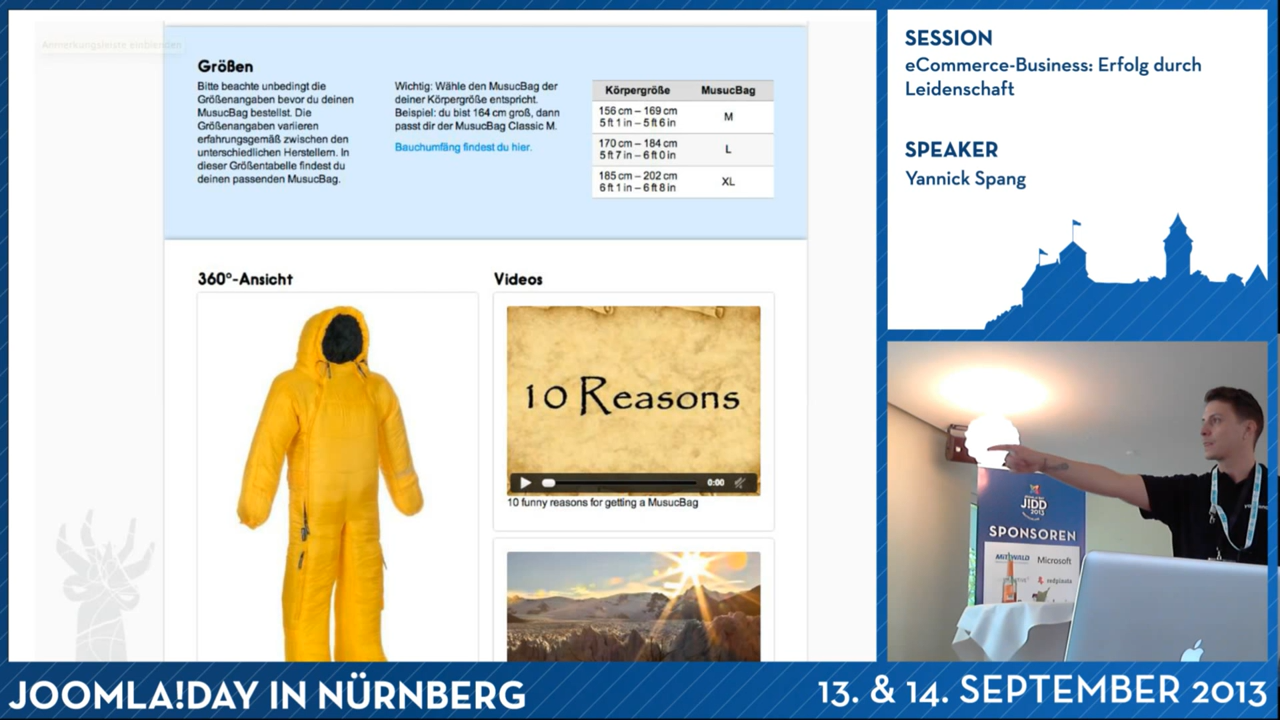 Anmerkungsleiste einblenden
Größen
Bitte beachte unbedingt die
Größenangaben bevor du deinen
MusucBag bestellst. Die
Größenangaben variieren
erfahrungsgemäß zwischen den
unterschiedlichen Herstellern. In
dieser Größentabelle findest du
deinen passenden MusucBag.
Wichtig: Wähle den MusucBag der
deiner Körpergröße entspricht.
Beispiel: du bist 164 cm groß, dann
passt dir der MusucBag Classic M.
Bauchumfäng findest du hier.
Körpergröße MusucBag
156 cm – 169 cm
5 ft 1 in – 5 ft 6 in
M
170 cm – 184 cm
5 ft 7 in – 6 ft 0 in
L
185 cm – 202 cm
6 ft 1 in – 6 ft 8 in
XL
360°-Ansicht
Videos
10 Reasons
0:00
10 funny reasons for getting a MusucBag
SESSION
eCommerce-Business: Erfolg durch
Leidenschaft
SPEAKER
Yannick Spang
J!DD
2013
SPONSOREN
MITTWALD Microsoft
redpiasta
JOOMLA!DAY IN NÜRNBERG
13. & 14. SEPTEMBER 2013